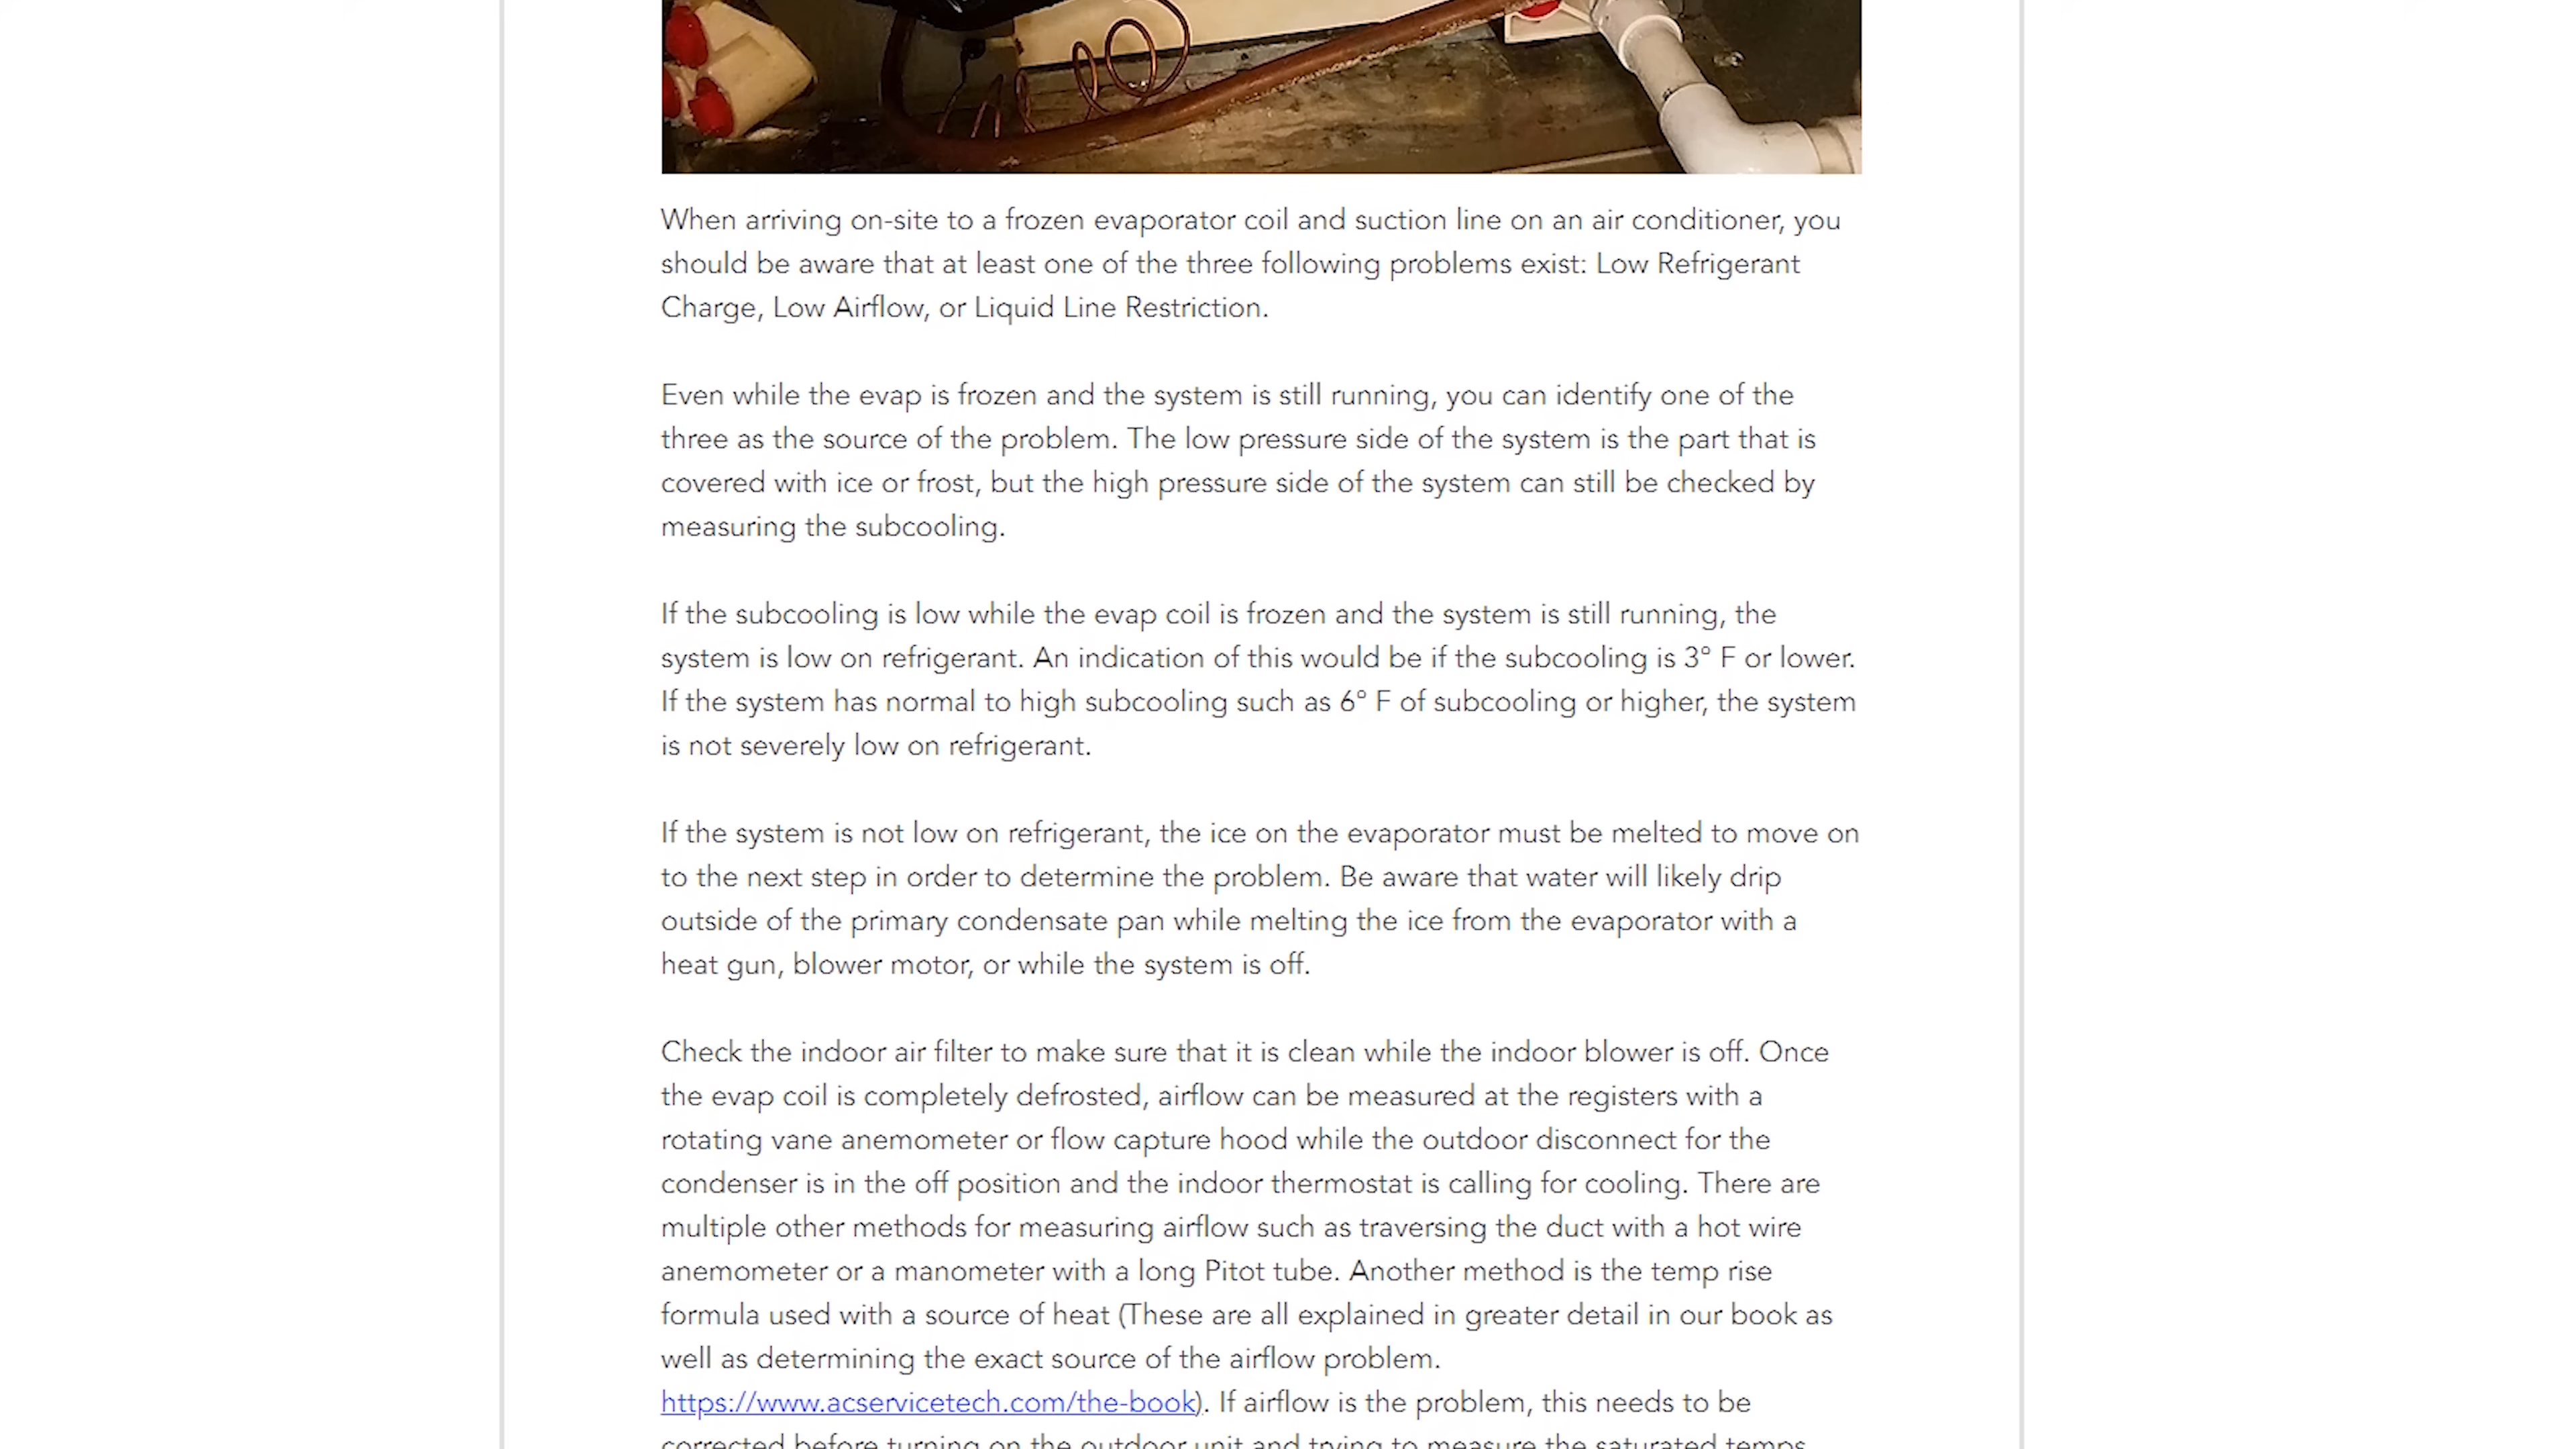 When arriving on-site to a frozen evaporator coil and suction line on an air conditioner, you
should be aware that at least one of the three following problems exist: Low Refrigerant
Charge, Low Airflow, or Liquid Line Restriction.
Even while the evap is frozen and the system is still running, you can identify one of the
three as the source of the problem. The low pressure side of the system is the part that is
covered with ice or frost, but the high pressure side of the system can still be checked by
measuring the subcooling.
If the subcooling is low while the evap coil is frozen and the system is still running, the
system is low on refrigerant. An indication of this would be if the subcooling is 3° F or lower.
If the system has normal to high subcooling such as 6° F of subcooling or higher, the system
is not severely low on refrigerant.
If the system is not low on refrigerant, the ice on the evaporator must be melted to move on
to the next step in order to determine the problem. Be aware that water will likely drip
outside of the primary condensate pan while melting the ice from the evaporator with a
heat gun, blower motor, or while the system is off.
Check the indoor air filter to make sure that it is clean while the indoor blower is off. Once
the evap coil is completely defrosted, airflow can be measured at the registers with a
rotating vane anemometer or flow capture hood while the outdoor disconnect for the
condenser is in the off position and the indoor thermostat is calling for cooling. There are
multiple other methods for measuring airflow such as traversing the duct with a hot wire
anemometer or a manometer with a long Pitot tube. Another method is the temp rise
formula used with a source of heat (These are all explained in greater detail in our book as
well as determining the exact source of the airflow problem.
https://www.acservicetech.com/the-book). If airflow is the problem, this needs to be
corrected before turning on the outdoor unit and trying to measure the saturated temps